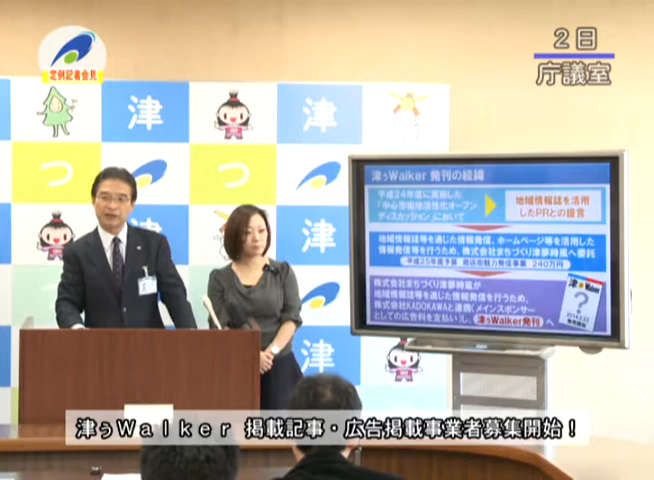 定例記者会見
２日
庁議室
津
つ
津
津
津ぅWalker 発刊の経緯
平成24年度に実施した
「中心市街地活性化オープン
ディスカッション」において
地域情報誌を活用
したPRとの提言
地域情報誌等を通じた情報発信、ホームページ等を活用した
情報発信等を行うため、株式会社まちづくり津夢時風へ委託
平成25年度予算 商店街魅力発信事業 240万円
株式会社まちづくり津夢時風が
地域情報誌等を通じた情報発信を行うため、
株式会社KADOKAWAと連携(メインスポンサー
としての広告料を支払い)し、津ぅWalker発刊へ
？
津ぅWalker 掲載記事・広告掲載事業者募集開始！